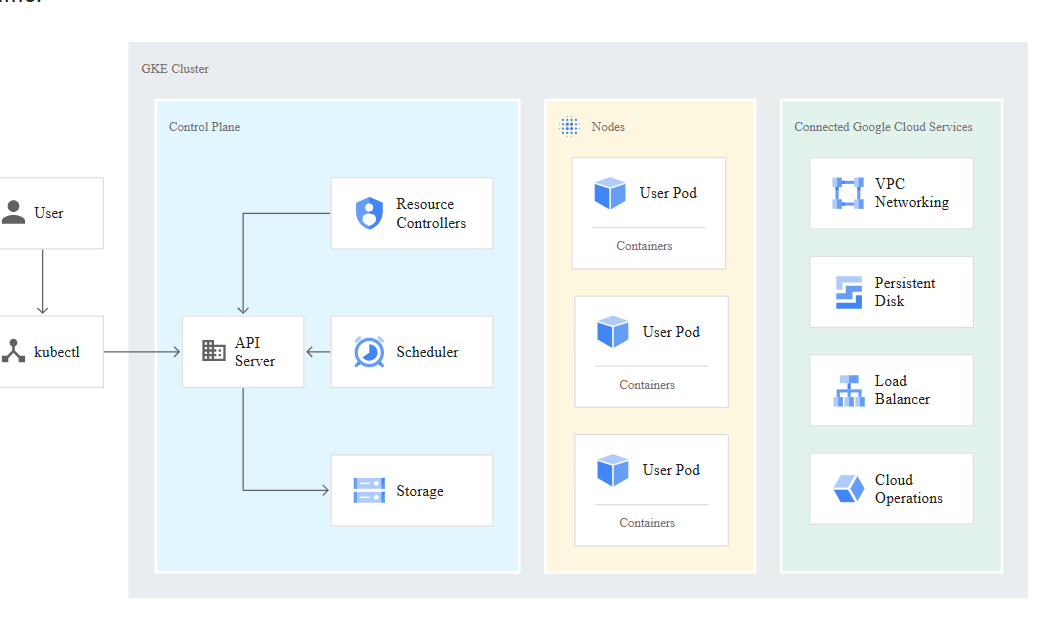 GKE Cluster
Control Plane
Nodes
Connected Google Cloud Services
User
kubectl
Resource
Controllers
API
Server
Scheduler
Storage
User Pod
Containers
User Pod
Containers
User Pod
Containers
VPC
Networking
Persistent
Disk
Load
Balancer
Cloud
Operations